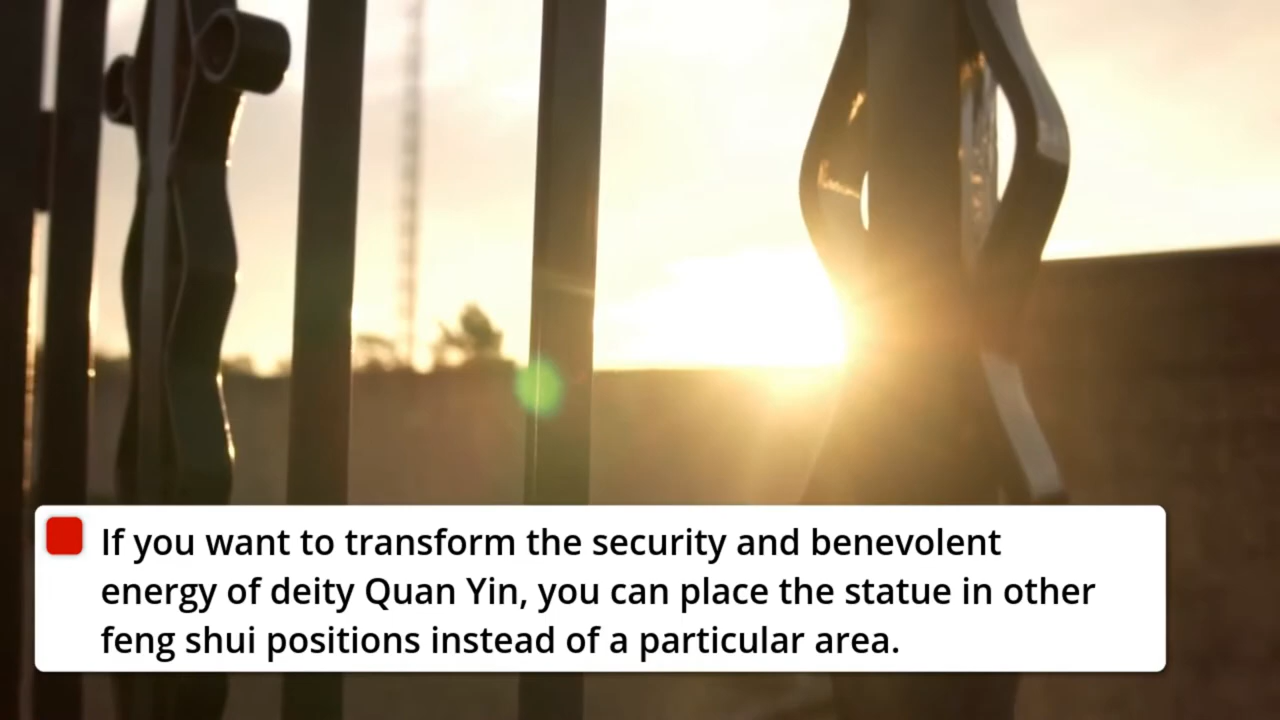 If you want to transform the security and benevolent
energy of deity Quan Yin, you can place the statue in other
feng shui positions instead of a particular area.